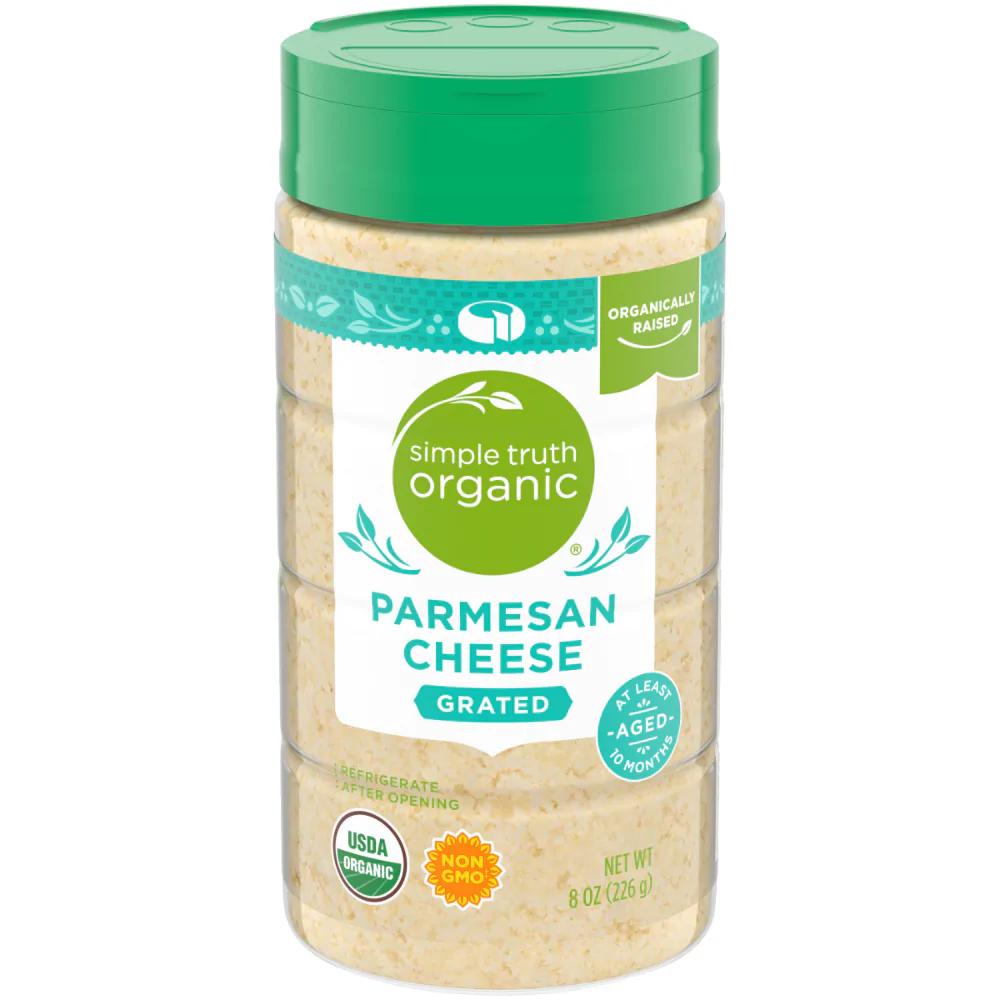 ORGANICALLY
RAISED
simple truth
organic
®
PARMESAN
CHEESE
GRATED
AT LEAST
-AGED-
10 MONTHS
REFRIGERATE
AFTER OPENING
USDA
ORGANIC
NON
GMO
NET WT
8 OZ (226 g)